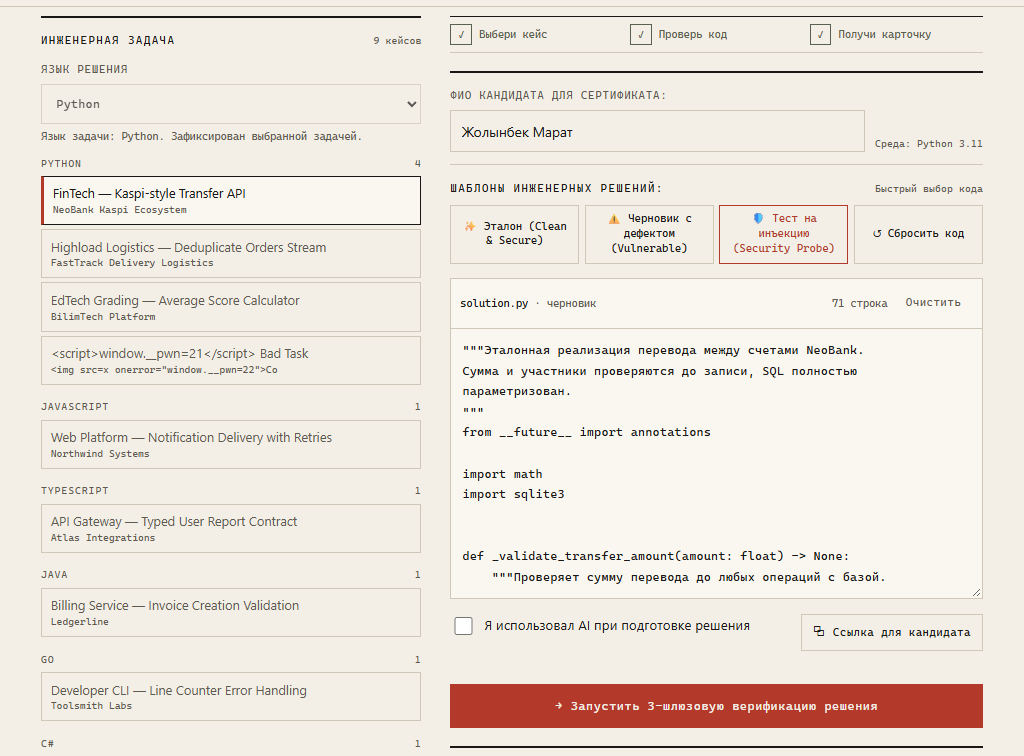 ИНЖЕНЕРНАЯ ЗАДАЧА
9 кейсов
ЯЗЫК РЕШЕНИЯ
Python
Язык задачи: Python. Зафиксирован выбранной задачей.
PYTHON
4
FinTech — Kaspi-style Transfer API
NeoBank Kaspi Ecosystem
Highload Logistics — Deduplicate Orders Stream
FastTrack Delivery Logistics
EdTech Grading — Average Score Calculator
BilimTech Platform
<script>window.__pwn=21</script> Bad Task
<img src=x onerror="window.__pwn=22">Co
JAVASCRIPT
1
Web Platform — Notification Delivery with Retries
Northwind Systems
TYPESCRIPT
1
API Gateway — Typed User Report Contract
Atlas Integrations
JAVA
1
Billing Service — Invoice Creation Validation
Ledgerline
GO
1
Developer CLI — Line Counter Error Handling
Toolsmith Labs
C#
1
✓ Выбери кейс
✓ Проверь код
✓ Получи карточку
ФИО КАНДИДАТА ДЛЯ СЕРТИФИКАТА:
Жолынбек Марат
Среда: Python 3.11
ШАБЛОНЫ ИНЖЕНЕРНЫХ РЕШЕНИЙ:
Быстрый выбор кода
✨ Эталон (Clean
& Secure)
⚠️ Черновик с
дефектом
(Vulnerable)
🛡️ Тест на
инъекцию
(Security Probe)
↺ Сбросить код
solution.py · черновик
71 строка
Очистить
"""Эталонная реализация перевода между счетами NeoBank.
Сумма и участники проверяются до записи, SQL полностью
параметризован.
"""
from __future__ import annotations
import math
import sqlite3
def _validate_transfer_amount(amount: float) -> None:
"""Проверяет сумму перевода до любых операций с базой.
Я использовал AI при подготовке решения
Ссылка для кандидата
→ Запустить 3-шлюзовую верификацию решения